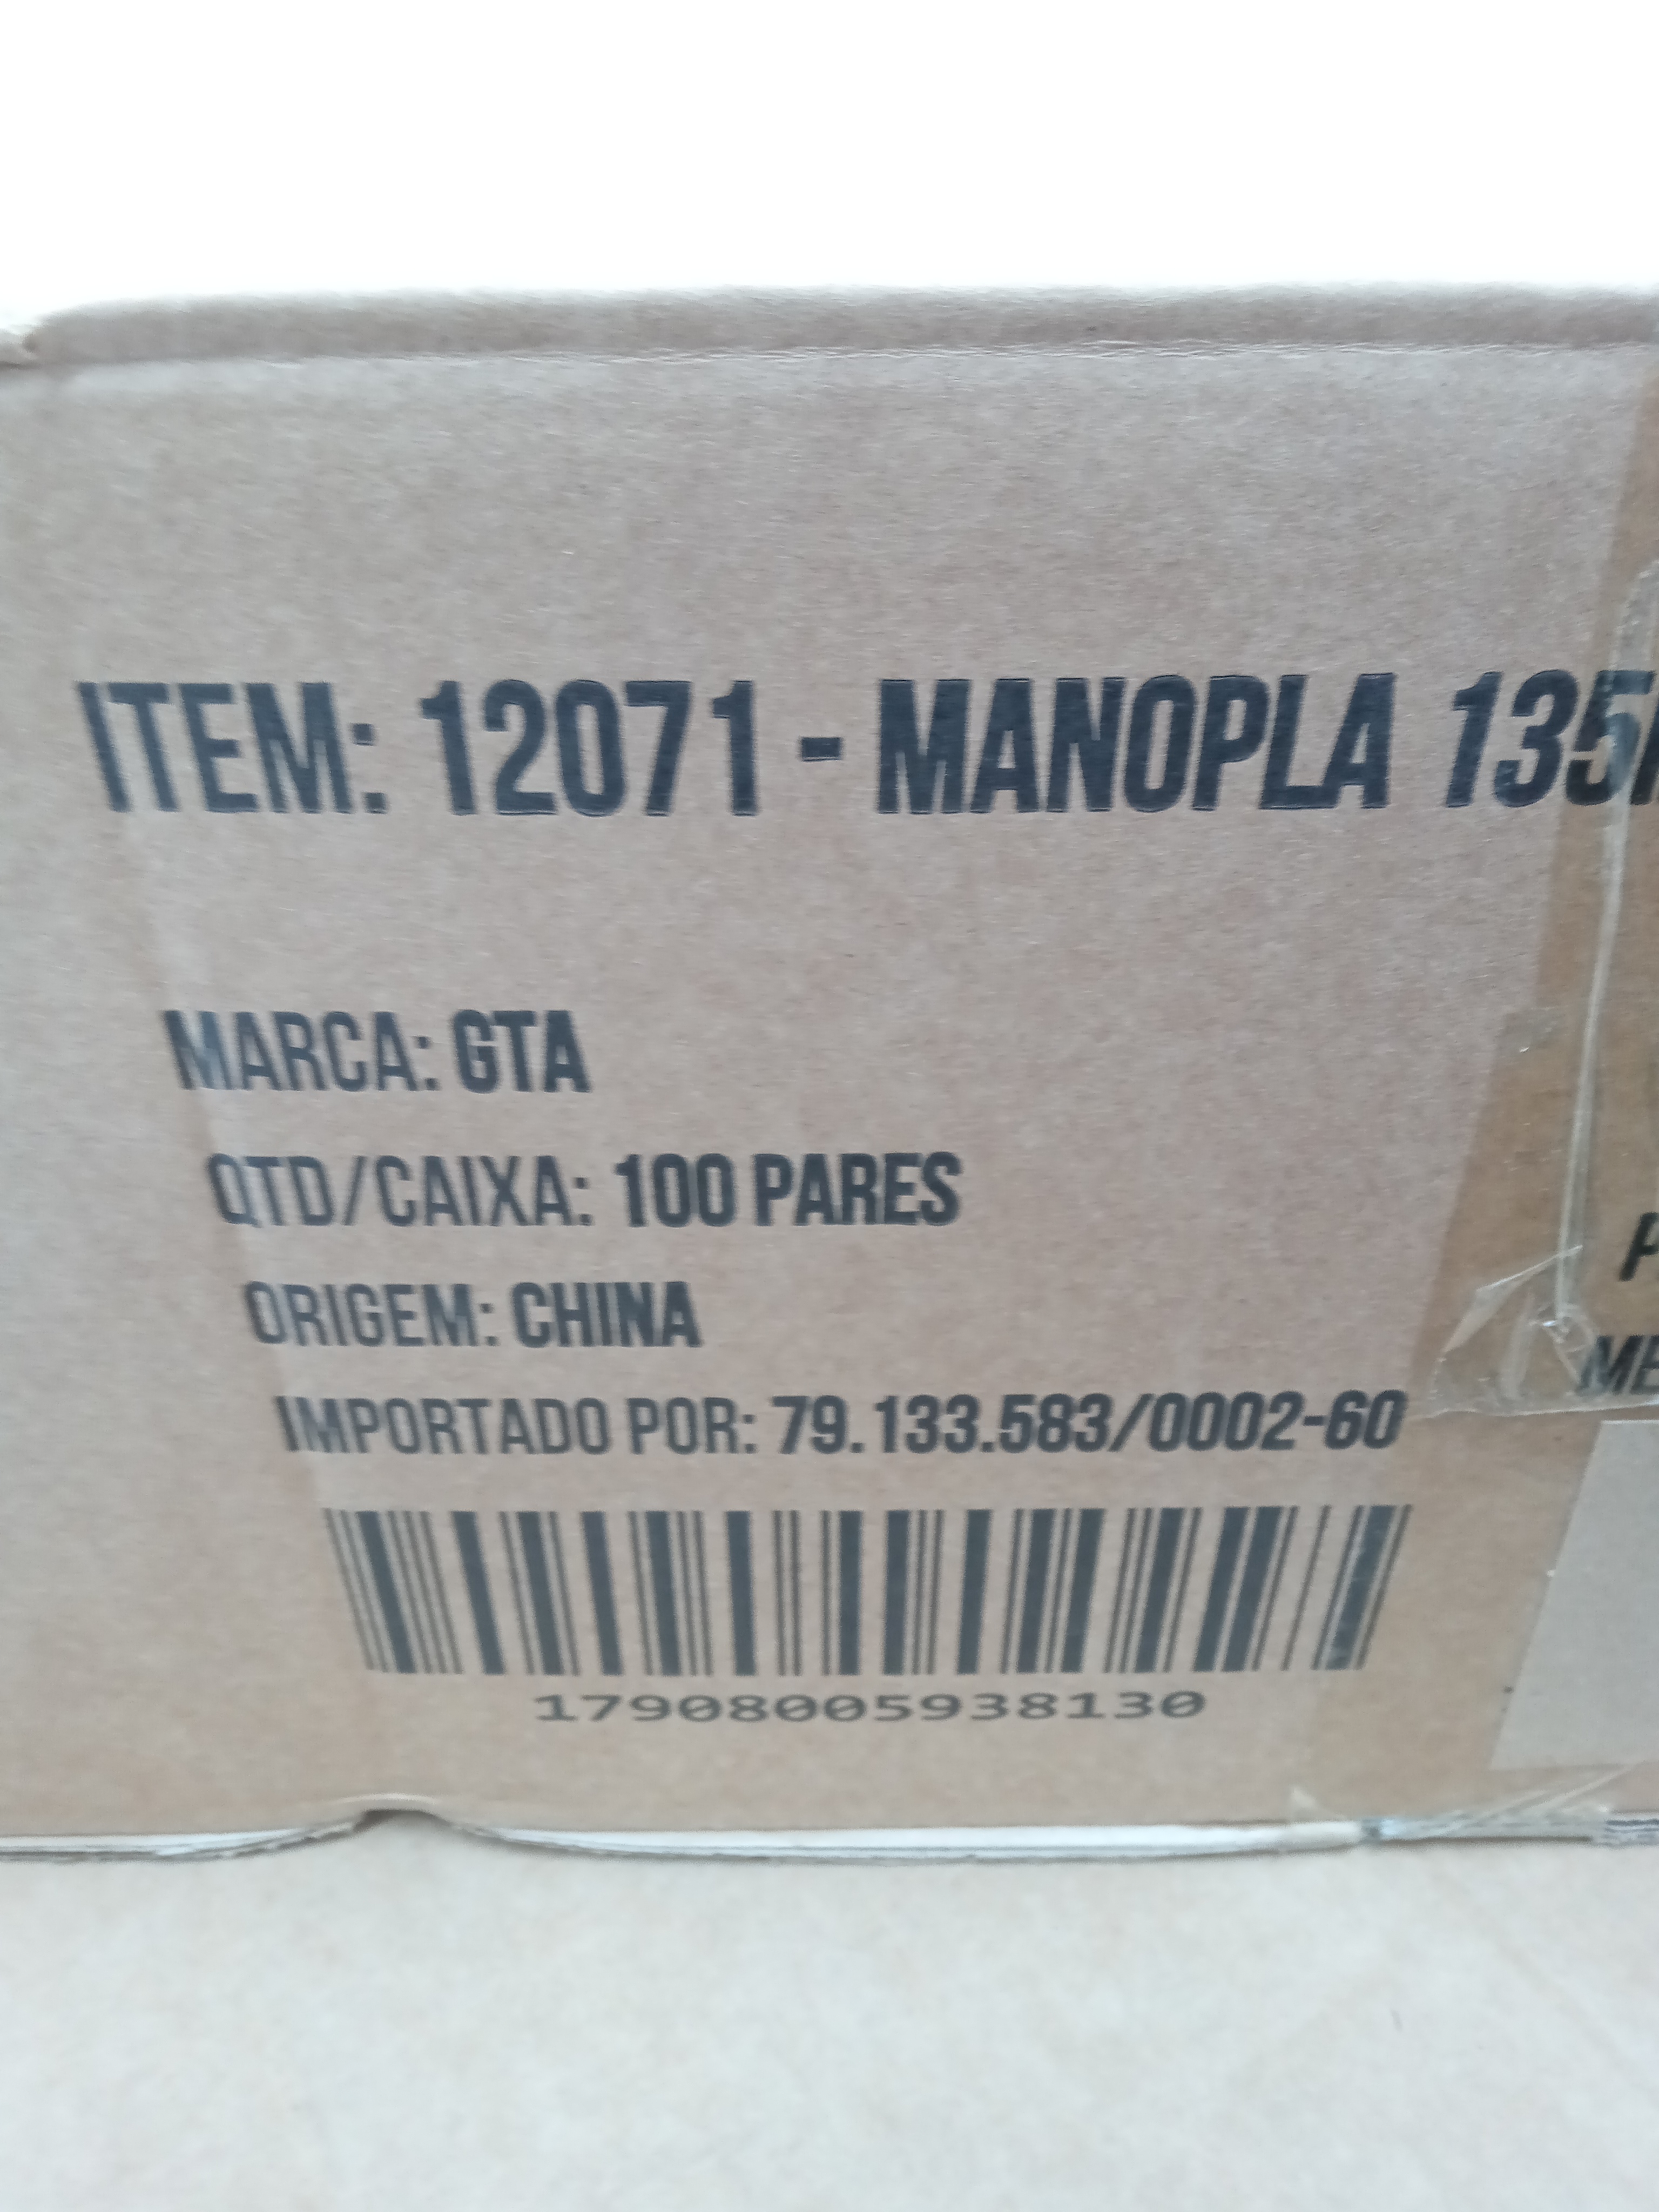 ITEM: 12071 - MANOPLA 135
MARCA: GTA
QTD/CAIXA: 100 PARES
ORIGEM: CHINA
IMPORTADO POR: 79.133.583/0002-60
17908005938130